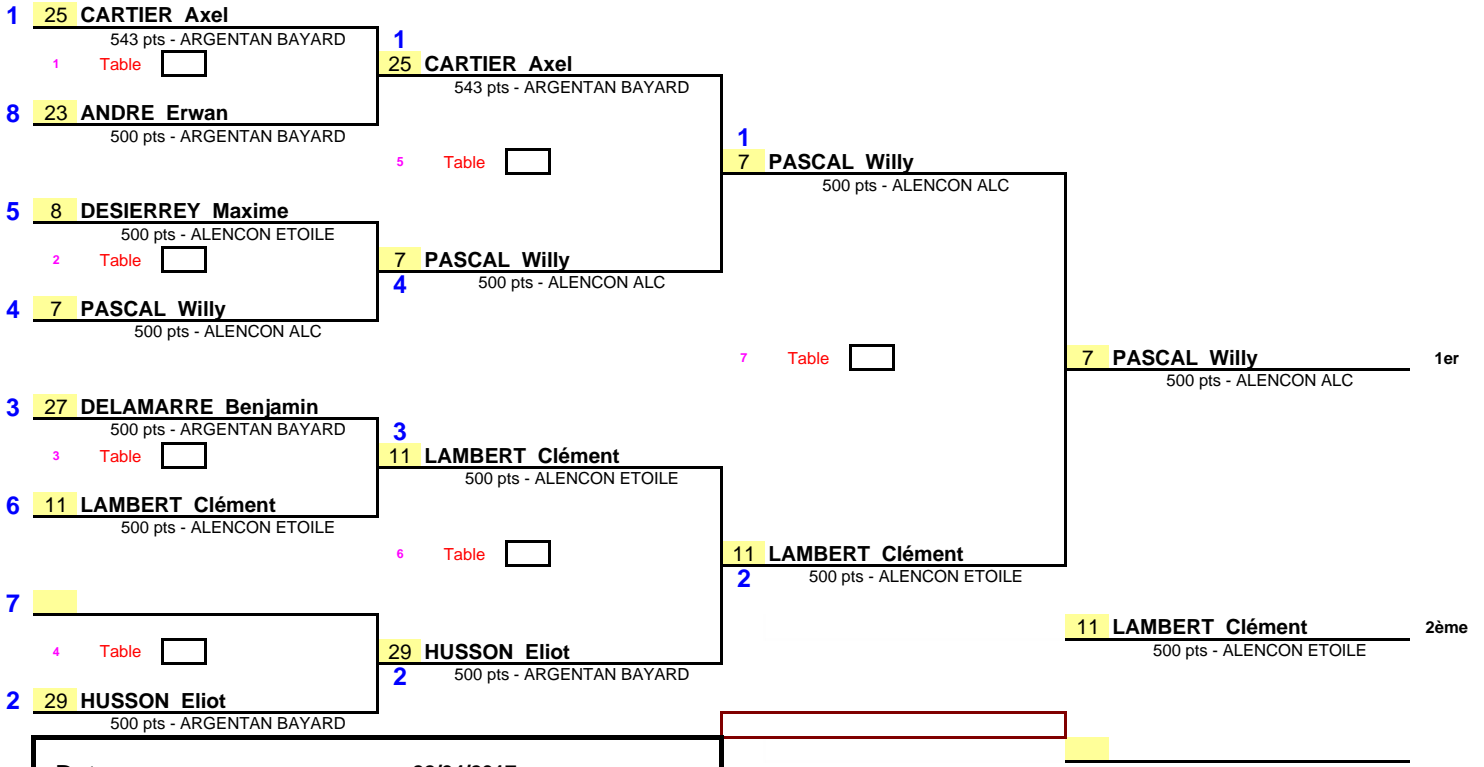 1 25 CARTIER Axel
543 pts - ARGENTAN BAYARD
1 Table
8 23 ANDRE Erwan
500 pts - ARGENTAN BAYARD
5 8 DESIERREY Maxime
500 pts - ALENCON ETOILE
2 Table
4 7 PASCAL Willy
500 pts - ALENCON ALC
3 27 DELAMARRE Benjamin
500 pts - ARGENTAN BAYARD
3 Table
6 11 LAMBERT Clément
500 pts - ALENCON ETOILE
7
4 Table
2 29 HUSSON Eliot
500 pts - ARGENTAN BAYARD
1
25 CARTIER Axel
543 pts - ARGENTAN BAYARD
5 Table
7 PASCAL Willy
4 500 pts - ALENCON ALC
3
11 LAMBERT Clément
500 pts - ALENCON ETOILE
6 Table
29 HUSSON Eliot
2 500 pts - ARGENTAN BAYARD
1
7 PASCAL Willy
500 pts - ALENCON ALC
7 Table
11 LAMBERT Clément
2 500 pts - ALENCON ETOILE
7 PASCAL Willy 1er
500 pts - ALENCON ALC
11 LAMBERT Clément 2ème
500 pts - ALENCON ETOILE